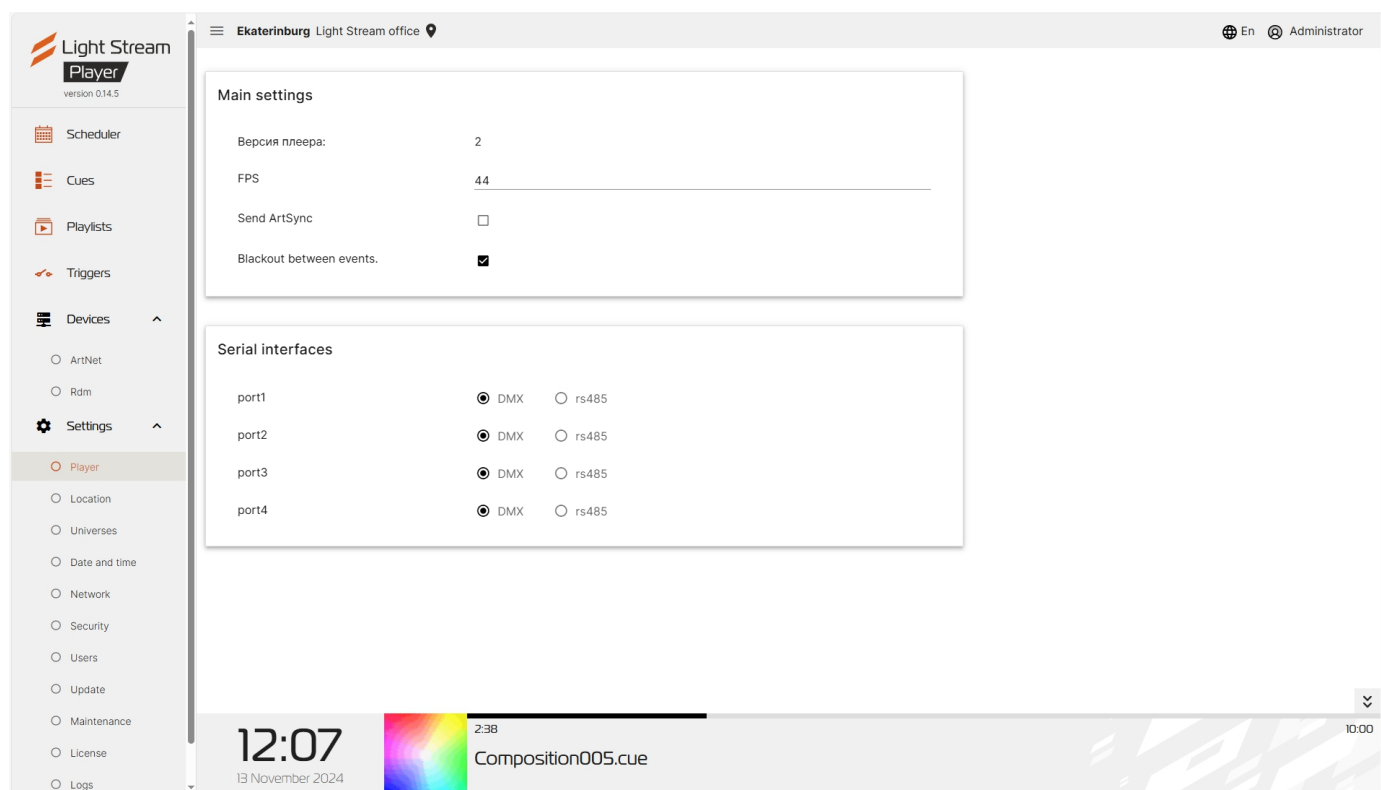 Light Stream
Player
version 0.14.5
Scheduler
Cues
Playlists
Triggers
Devices
ArtNet
Rdm
Settings
Player
Location
Universes
Date and time
Network
Security
Users
Update
Maintenance
License
Logs
Ekaterinburg Light Stream office En Administrator
Main settings
Версия плеера: 2
FPS 44
Send ArtSync
Blackout between events.
Serial interfaces
port1 DMX rs485
port2 DMX rs485
port3 DMX rs485
port4 DMX rs485
12:07
13 November 2024
2:38 10:00
Composition005.cue